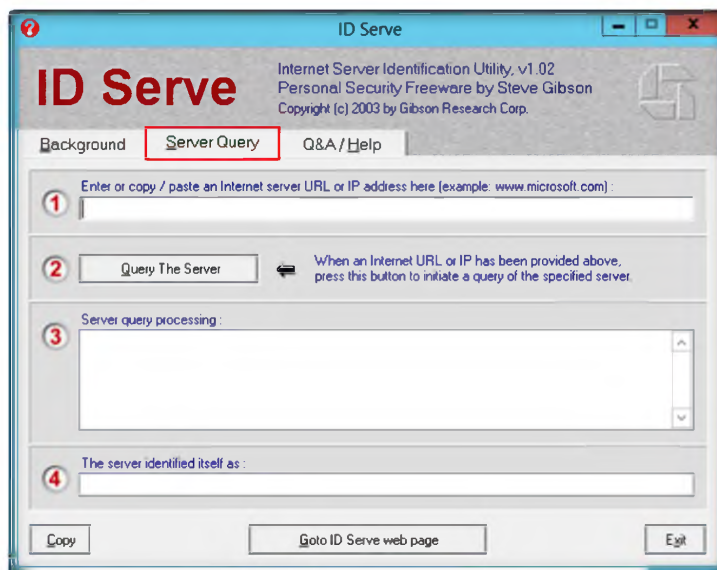 ID Serve
ID Serve
Internet Server Identification Utility, v1.02
Personal Security Freeware by Steve Gibson
Copyright (c) 2003 by Gibson Research Corp.
Background
Server Query
Q&A / Help
1
Enter or copy / paste an Internet server URL or IP address here (example: www.microsoft.com) :
2
Query The Server
When an Internet URL or IP has been provided above,
press this button to initiate a query of the specified server.
3
Server query processing :
4
The server identified itself as :
Copy
Goto ID Serve web page
Exit